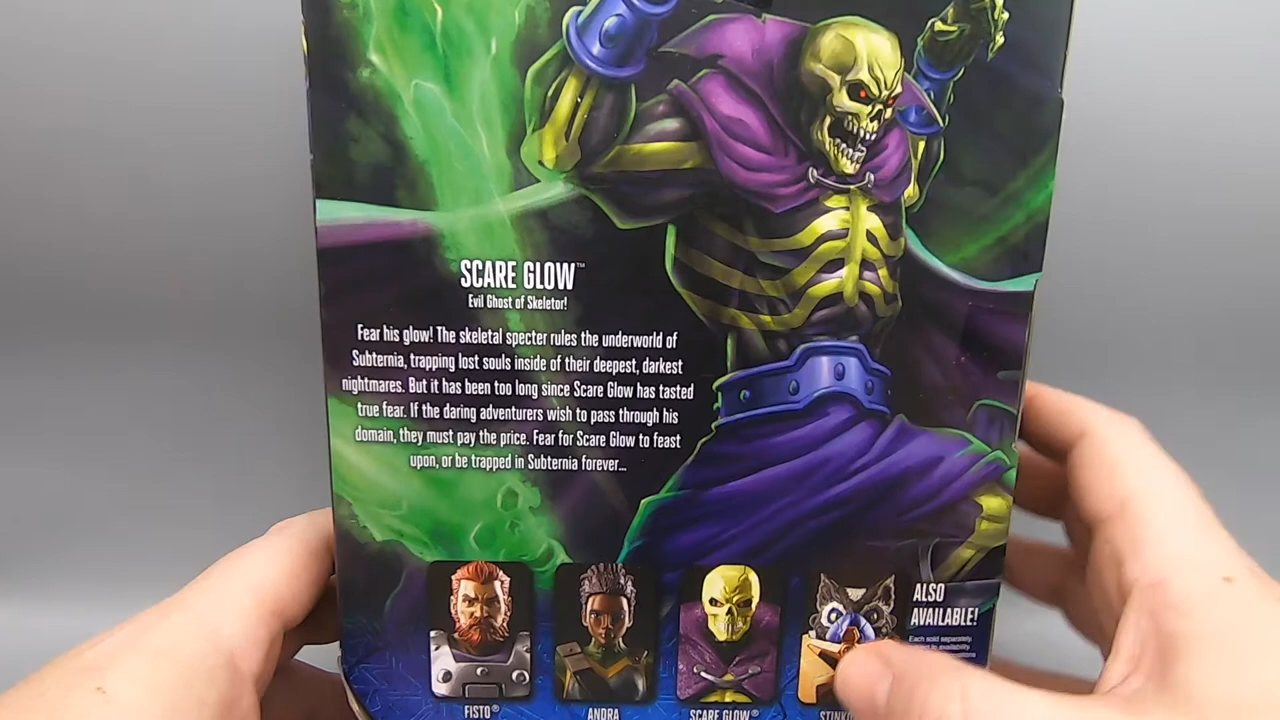 SCARE GLOW™
Evil Ghost of Skeletor!
Fear his glow! The skeletal specter rules the underworld of
Subternia, trapping lost souls inside of their deepest, darkest
nightmares. But it has been too long since Scare Glow has tasted
true fear. If the daring adventurers wish to pass through his
domain, they must pay the price. Fear for Scare Glow to feast
upon, or be trapped in Subternia forever...
ALSO
AVAILABLE!
Each sold separately.
to availability
FISTO®
ANDRA
SCARE GLOW®